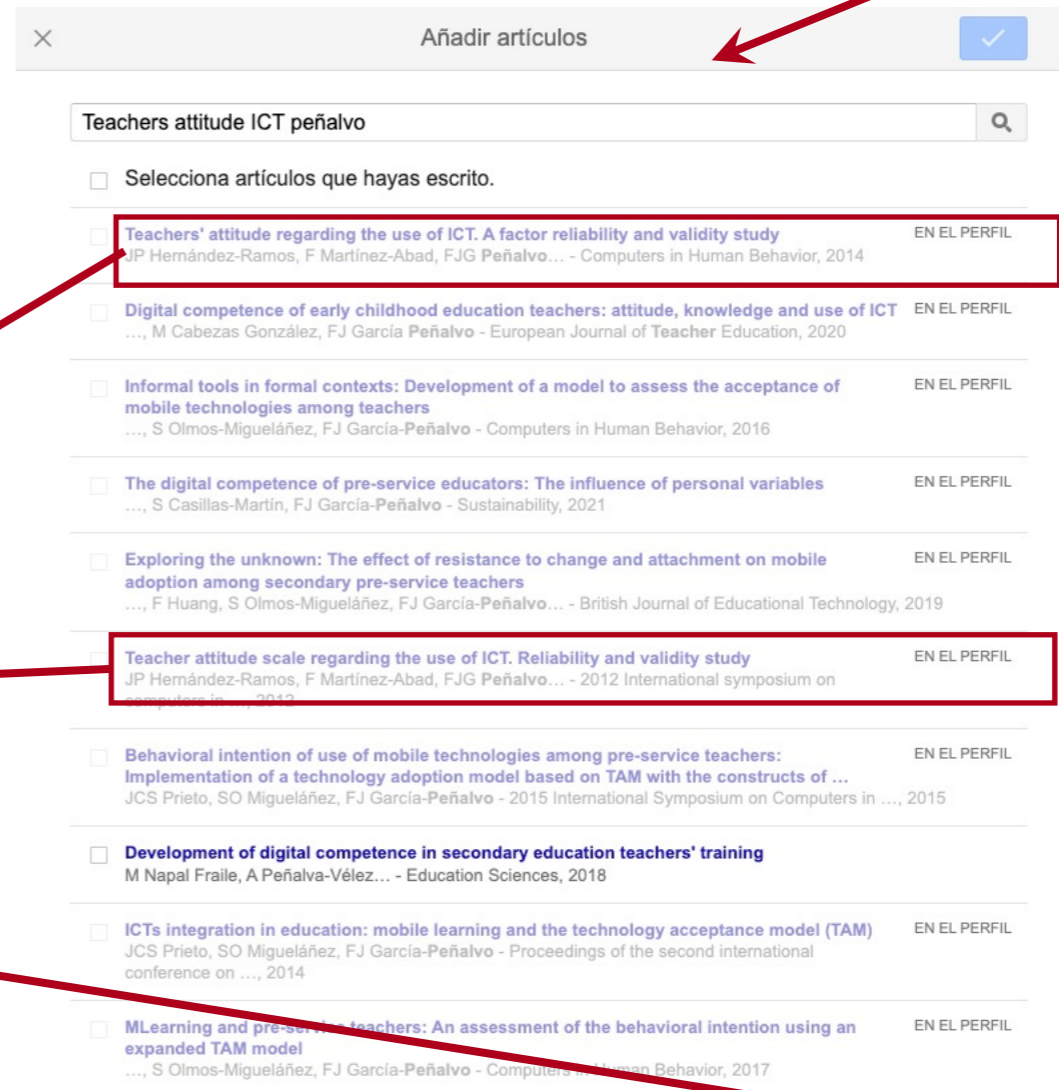 Añadir artículos
Teachers attitude ICT peñalvo
Selecciona artículos que hayas escrito.
Teachers' attitude regarding the use of ICT. A factor reliability and validity study EN EL PERFIL
JP Hernández-Ramos, F Martínez-Abad, FJG Peñalvo... - Computers in Human Behavior, 2014
Digital competence of early childhood education teachers: attitude, knowledge and use of ICT EN EL PERFIL
..., M Cabezas González, FJ García Peñalvo - European Journal of Teacher Education, 2020
Informal tools in formal contexts: Development of a model to assess the acceptance of EN EL PERFIL
mobile technologies among teachers
..., S Olmos-Migueláñez, FJ García-Peñalvo - Computers in Human Behavior, 2016
The digital competence of pre-service educators: The influence of personal variables EN EL PERFIL
..., S Casillas-Martín, FJ García-Peñalvo - Sustainability, 2021
Exploring the unknown: The effect of resistance to change and attachment on mobile EN EL PERFIL
adoption among secondary pre-service teachers
..., F Huang, S Olmos-Migueláñez, FJ García-Peñalvo... - British Journal of Educational Technology, 2019
Teacher attitude scale regarding the use of ICT. Reliability and validity study EN EL PERFIL
JP Hernández-Ramos, F Martínez-Abad, FJG Peñalvo... - 2012 International symposium on
computers in ..., 2012
Behavioral intention of use of mobile technologies among pre-service teachers: EN EL PERFIL
Implementation of a technology adoption model based on TAM with the constructs of ...
JCS Prieto, SO Migueláñez, FJ García-Peñalvo - 2015 International Symposium on Computers in ..., 2015
Development of digital competence in secondary education teachers' training
M Napal Fraile, A Peñalva-Vélez... - Education Sciences, 2018
ICTs integration in education: mobile learning and the technology acceptance model (TAM) EN EL PERFIL
JCS Prieto, SO Migueláñez, FJ García-Peñalvo - Proceedings of the second international
conference on ..., 2014
MLearning and pre-service teachers: An assessment of the behavioral intention using an EN EL PERFIL
expanded TAM model
..., S Olmos-Migueláñez, FJ García-Peñalvo - Computers in Human Behavior, 2017